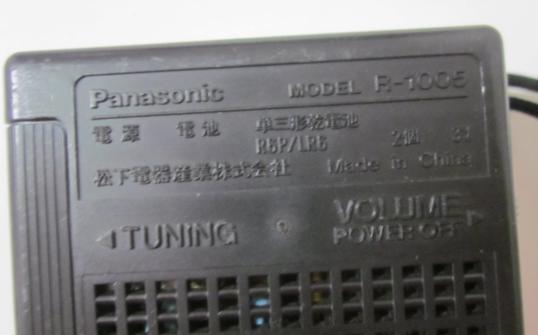 Panasonic MODEL R-1005
電源 電池 単三形乾電池
R6P/LR6 2個 3V
松下電器産業株式会社 Made in China
◁TUNING VOLUME▷
POWER OFF